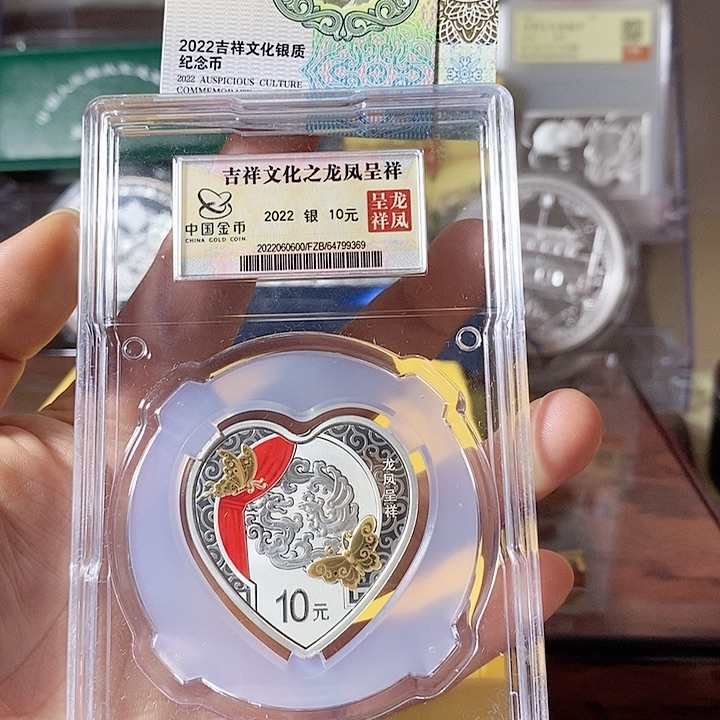 2022吉祥文化银质
纪念币
2022 AUSPICIOUS CULTURE
吉祥文化之龙凤呈祥
中国金币
CHINA GOLD COIN
2022 银 10元
龙凤
呈祥
2022060600/FZB/64799369
龙凤呈祥
10元